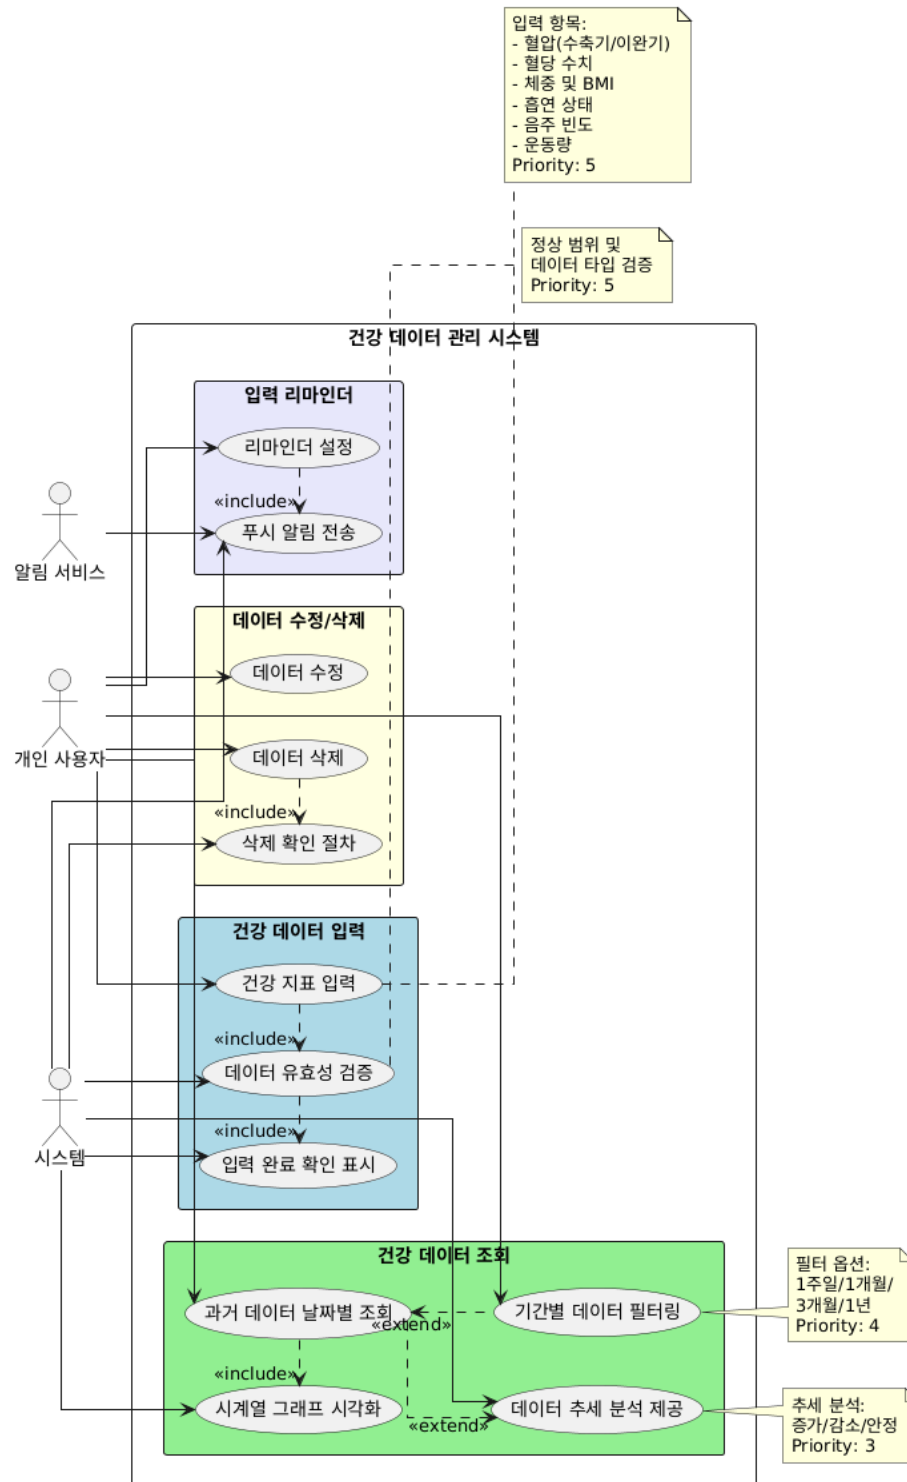 입력 항목:
- 혈압(수축기/이완기)
- 혈당 수치
- 체중 및 BMI
- 흡연 상태
- 음주 빈도
- 운동량
Priority: 5
정상 범위 및
데이터 타입 검증
Priority: 5
건강 데이터 관리 시스템
입력 리마인더
리마인더 설정
«include»
푸시 알림 전송
알림 서비스
데이터 수정/삭제
데이터 수정
개인 사용자
데이터 삭제
«include»
삭제 확인 절차
건강 데이터 입력
건강 지표 입력
«include»
데이터 유효성 검증
«include»
시스템
입력 완료 확인 표시
건강 데이터 조회
과거 데이터 날짜별 조회
«extend»
기간별 데이터 필터링
필터 옵션:
1주일/1개월/
3개월/1년
Priority: 4
«include»
시계열 그래프 시각화
«extend»
데이터 추세 분석 제공
추세 분석:
증가/감소/안정
Priority: 3